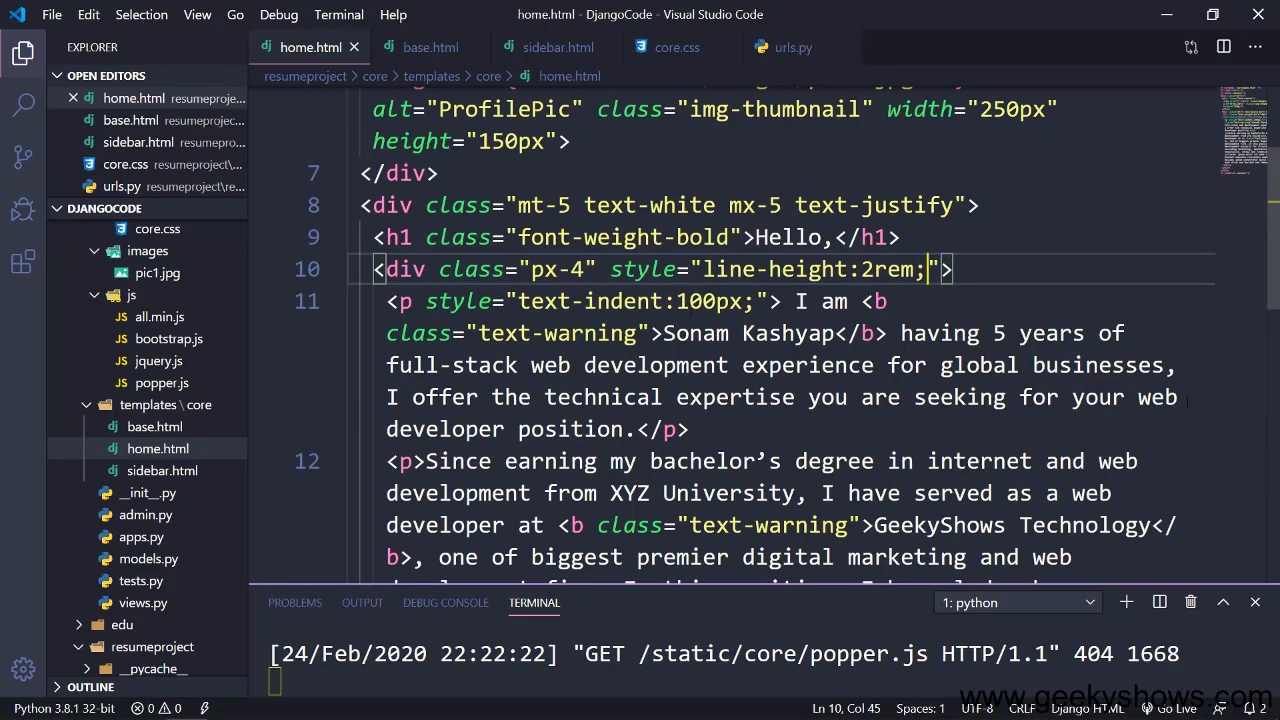 File Edit Selection View Go Debug Terminal Help home.html - DjangoCode - Visual Studio Code
EXPLORER
home.html base.html sidebar.html core.css urls.py
OPEN EDITORS
resumeproject > core > templates > core > home.html
home.html resumeproje...
base.html resumeproje...
sidebar.html resumepro...
core.css resumeproject\...
urls.py resumeproject\re...
DJANGOCODE
core.css
images
pic1.jpg
js
all.min.js
bootstrap.js
jquery.js
popper.js
templates \ core
base.html
home.html
sidebar.html
__init__.py
admin.py
apps.py
models.py
tests.py
views.py
edu
resumeproject
__pycache__
OUTLINE
alt="ProfilePic" class="img-thumbnail" width="250px"
height="150px">
7 </div>
8 <div class="mt-5 text-white mx-5 text-justify">
9 <h1 class="font-weight-bold">Hello,</h1>
10 <div class="px-4" style="line-height:2rem;">
11 <p style="text-indent:100px;"> I am <b
class="text-warning">Sonam Kashyap</b> having 5 years of
full-stack web development experience for global businesses,
I offer the technical expertise you are seeking for your web
developer position.</p>
12 <p>Since earning my bachelor’s degree in internet and web
development from XYZ University, I have served as a web
developer at <b class="text-warning">GeekyShows Technology</
b>, one of biggest premier digital marketing and web
PROBLEMS OUTPUT DEBUG CONSOLE TERMINAL 1: python
[24/Feb/2020 22:22:22] "GET /static/core/popper.js HTTP/1.1" 404 1668
www.geekyshows.com
Python 3.8.1 32-bit 0 0 Ln 10, Col 45 Spaces: 1 UTF-8 CRLF Django HTML Go Live 2